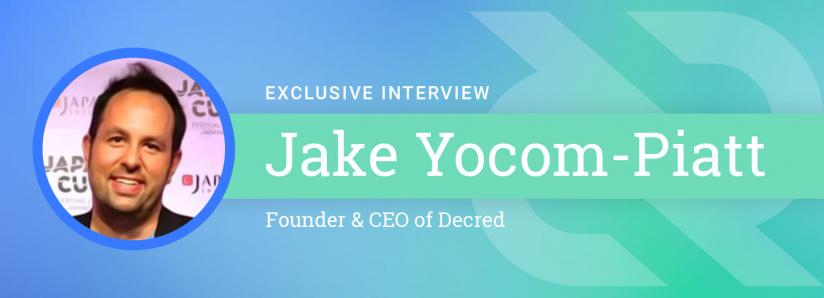 EXCLUSIVE INTERVIEW
Jake Yocom-Piatt
Founder & CEO of Decred